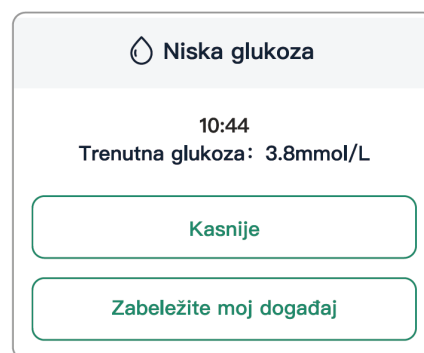 Niska glukoza
10:44
Trenutna glukoza：3.8mmol/L
Kasnije
Zabeležite moj događaj